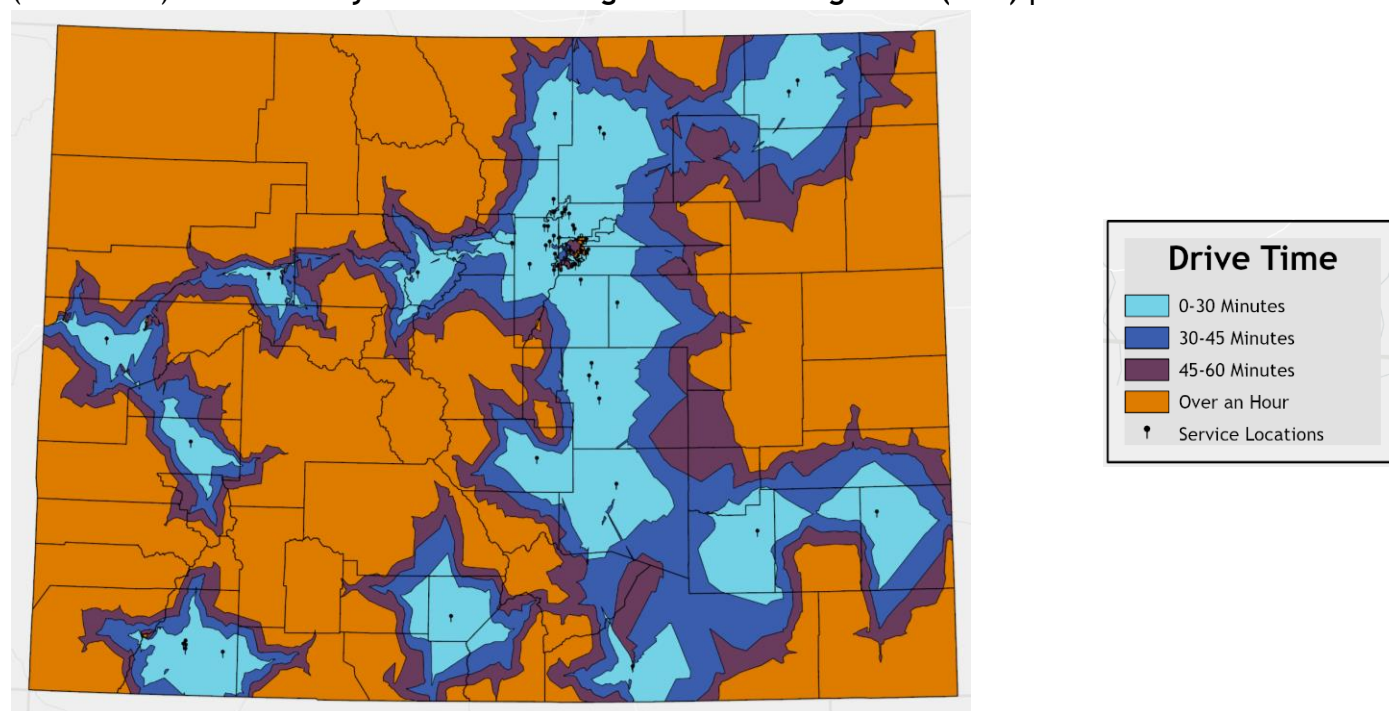 Drive Time
0-30 Minutes
30-45 Minutes
45-60 Minutes
Over an Hour
Service Locations